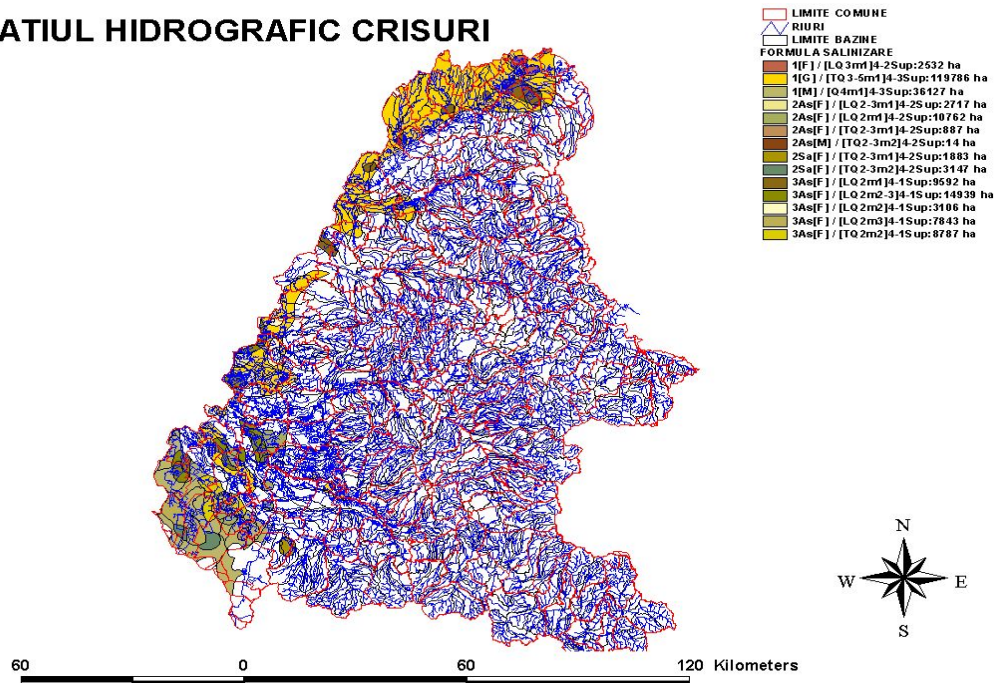 ATIUL HIDROGRAFIC CRISURI
LIMITE COMUNE
RIURI
LIMITE BAZINE
FORMULA SALINIZARE
1[F] / [LQ3m1]4-2Sup:2532 ha
1[G] / [TQ3-5m1]4-3Sup:119786 ha
1[M] / [Q4m1]4-3Sup:36127 ha
2As[F] / [LQ2-3m1]4-2Sup:2717 ha
2As[F] / [LQ2m1]4-2Sup:10762 ha
2As[F] / [TQ2-3m1]4-2Sup:887 ha
2As[M] / [TQ2-3m2]4-2Sup:14 ha
2Sa[F] / [TQ2-3m1]4-2Sup:1883 ha
2Sa[F] / [TQ2-3m2]4-2Sup:3147 ha
3As[F] / [LQ2m1]4-1Sup:9592 ha
3As[F] / [LQ2m2-3]4-1Sup:14939 ha
3As[F] / [LQ2m2]4-1Sup:3106 ha
3As[F] / [LQ2m3]4-1Sup:7843 ha
3As[F] / [TQ2m2]4-1Sup:8787 ha
N
W E
S
60 0 60 120 Kilometers